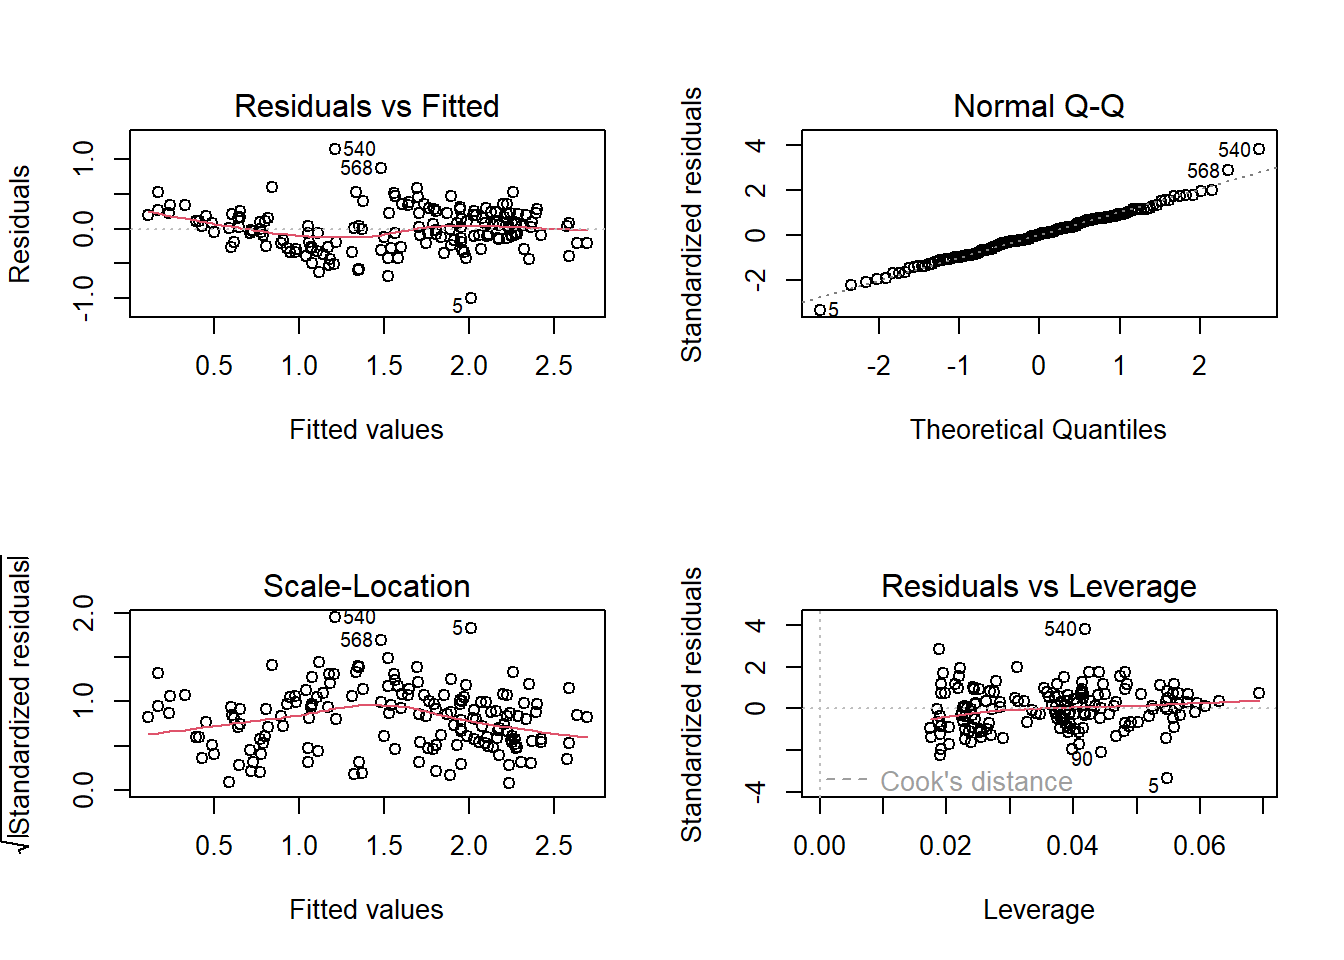 Residuals vs Fitted
Residuals
1.0
0.0
-1.0
540
568
5
0.5 1.0 1.5 2.0 2.5
Fitted values
Normal Q-Q
Standardized residuals
4
2
0
-2
540
568
5
-2 -1 0 1 2
Theoretical Quantiles
Scale-Location
√|Standardized residuals|
2.0
1.0
0.0
540
568
5
0.5 1.0 1.5 2.0 2.5
Fitted values
Residuals vs Leverage
Standardized residuals
4
2
0
-4
540
90
5
Cook's distance
0.00 0.02 0.04 0.06
Leverage